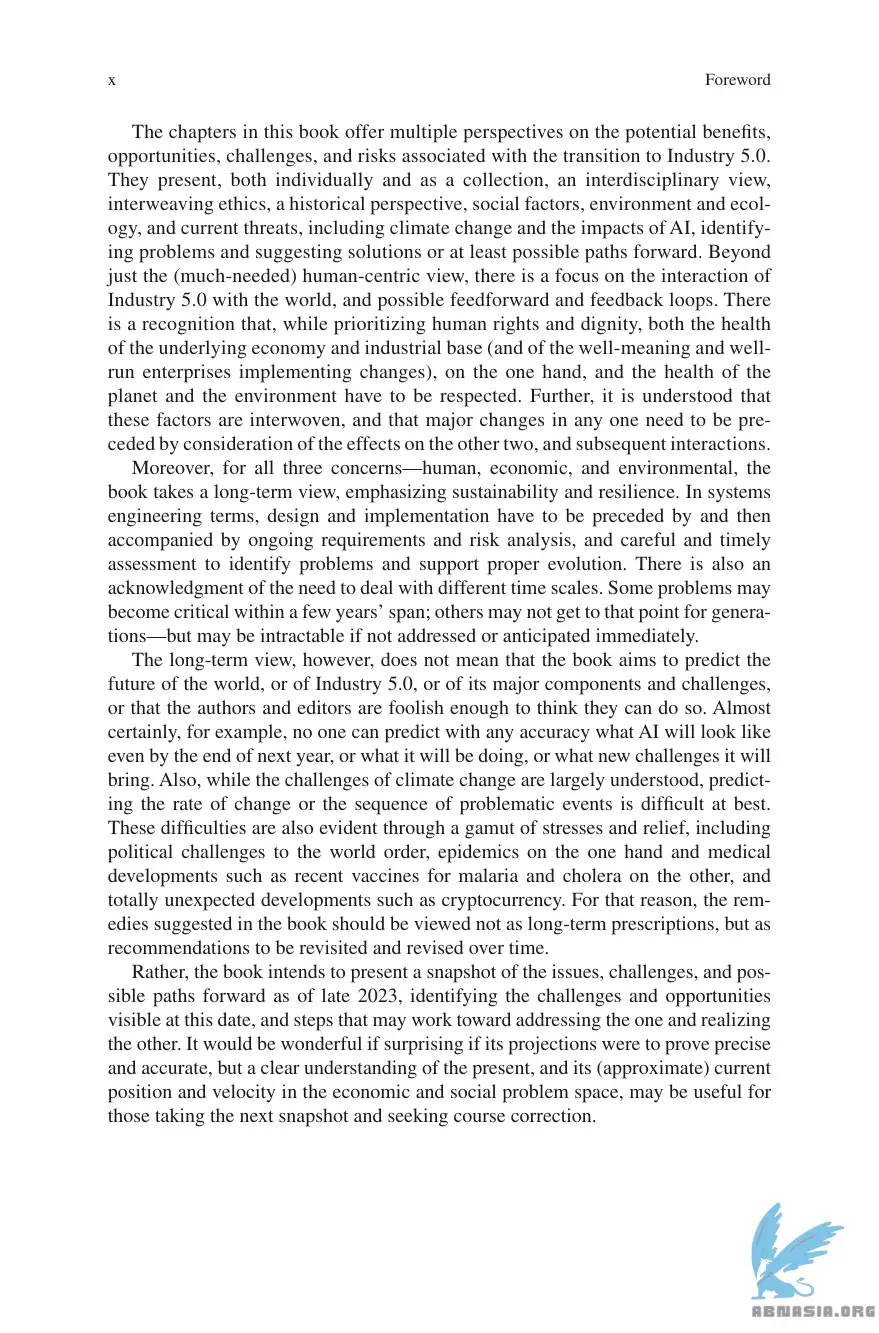 x Foreword
The chapters in this book offer multiple perspectives on the potential benefits,
opportunities, challenges, and risks associated with the transition to Industry 5.0.
They present, both individually and as a collection, an interdisciplinary view,
interweaving ethics, a historical perspective, social factors, environment and ecol-
ogy, and current threats, including climate change and the impacts of AI, identify-
ing problems and suggesting solutions or at least possible paths forward. Beyond
just the (much-needed) human-centric view, there is a focus on the interaction of
Industry 5.0 with the world, and possible feedforward and feedback loops. There
is a recognition that, while prioritizing human rights and dignity, both the health
of the underlying economy and industrial base (and of the well-meaning and well-
run enterprises implementing changes), on the one hand, and the health of the
planet and the environment have to be respected. Further, it is understood that
these factors are interwoven, and that major changes in any one need to be pre-
ceded by consideration of the effects on the other two, and subsequent interactions.
Moreover, for all three concerns—human, economic, and environmental, the
book takes a long-term view, emphasizing sustainability and resilience. In systems
engineering terms, design and implementation have to be preceded by and then
accompanied by ongoing requirements and risk analysis, and careful and timely
assessment to identify problems and support proper evolution. There is also an
acknowledgment of the need to deal with different time scales. Some problems may
become critical within a few years' span; others may not get to that point for genera-
tions—but may be intractable if not addressed or anticipated immediately.
The long-term view, however, does not mean that the book aims to predict the
future of the world, or of Industry 5.0, or of its major components and challenges,
or that the authors and editors are foolish enough to think they can do so. Almost
certainly, for example, no one can predict with any accuracy what AI will look like
even by the end of next year, or what it will be doing, or what new challenges it will
bring. Also, while the challenges of climate change are largely understood, predict-
ing the rate of change or the sequence of problematic events is difficult at best.
These difficulties are also evident through a gamut of stresses and relief, including
political challenges to the world order, epidemics on the one hand and medical
developments such as recent vaccines for malaria and cholera on the other, and
totally unexpected developments such as cryptocurrency. For that reason, the rem-
edies suggested in the book should be viewed not as long-term prescriptions, but as
recommendations to be revisited and revised over time.
Rather, the book intends to present a snapshot of the issues, challenges, and pos-
sible paths forward as of late 2023, identifying the challenges and opportunities
visible at this date, and steps that may work toward addressing the one and realizing
the other. It would be wonderful if surprising if its projections were to prove precise
and accurate, but a clear understanding of the present, and its (approximate) current
position and velocity in the economic and social problem space, may be useful for
those taking the next snapshot and seeking course correction.
ABNASIA.ORG